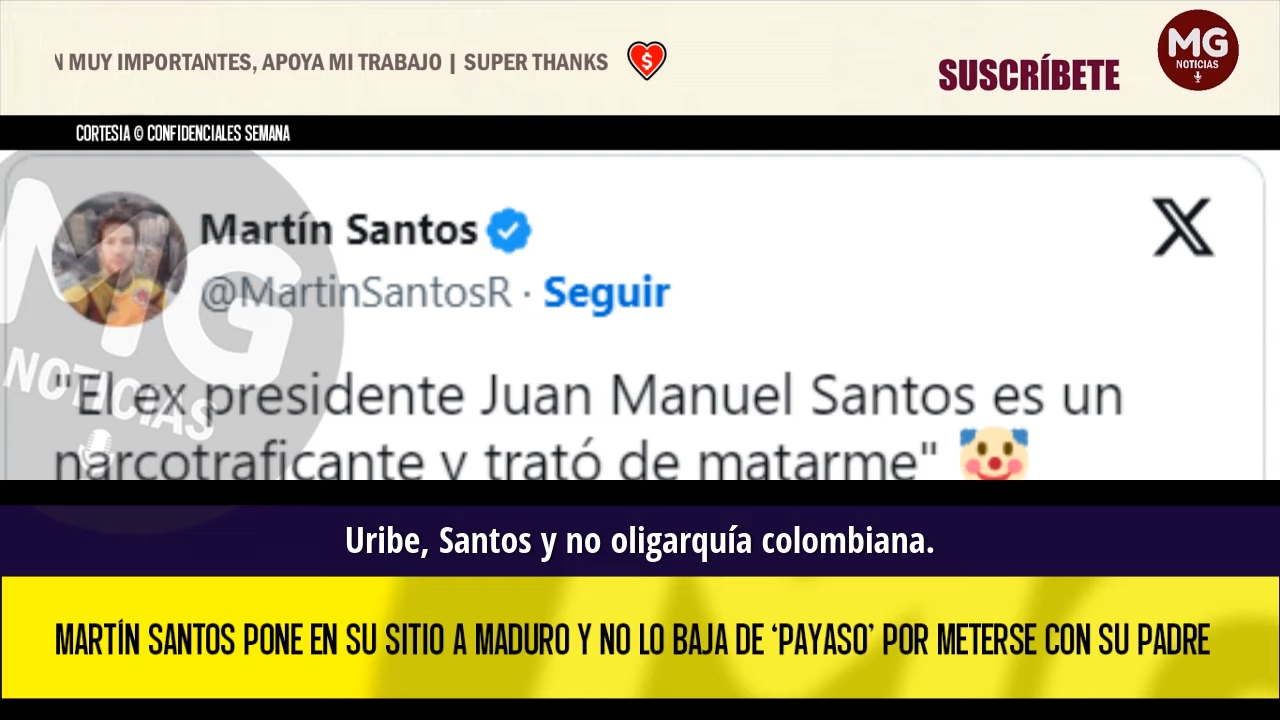 N MUY IMPORTANTES, APOYA MI TRABAJO | SUPER THANKS
SUSCRÍBETE
MG
NOTICIAS
CORTESIA © CONFIDENCIALES SEMANA
Martín Santos
@MartinSantosR · Seguir
"El ex presidente Juan Manuel Santos es un
narcotraficante y trató de matarme"
MG
NOTICIAS
Uribe, Santos y no oligarquía colombiana.
MARTÍN SANTOS PONE EN SU SITIO A MADURO Y NO LO BAJA DE ‘PAYASO’ POR METERSE CON SU PADRE